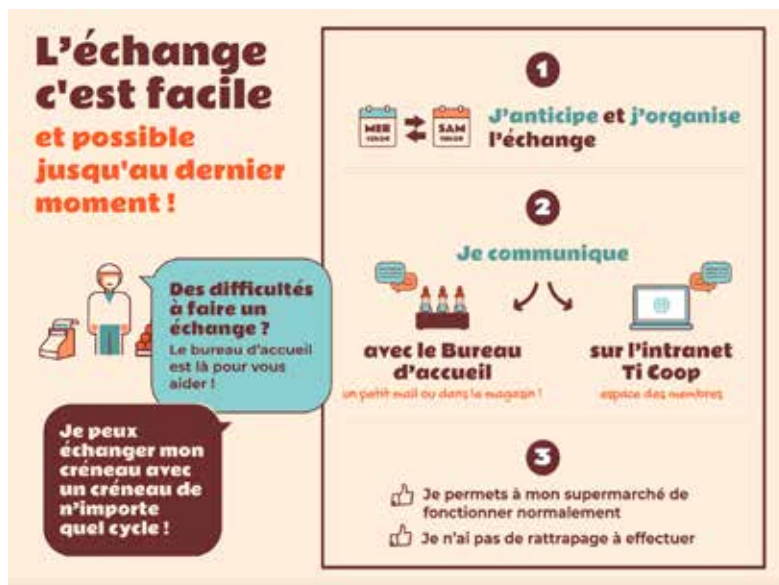 L'échange
c'est facile
et possible
jusqu'au dernier
moment !
Des difficultés
à faire un
échange ?
Le bureau d'accueil
est là pour vous
aider !
Je peux
échanger mon
créneau avec
un créneau de
n'importe
quel cycle !
1
MER
SAM
J'anticipe et j'organise
l'échange
2
Je communique
avec le Bureau
d'accueil
un petit mail ou dans le magasin !
sur l'intranet
Ti Coop
espace des membres
3
Je permets à mon supermarché de
fonctionner normalement
Je n'ai pas de rattrapage à effectuer